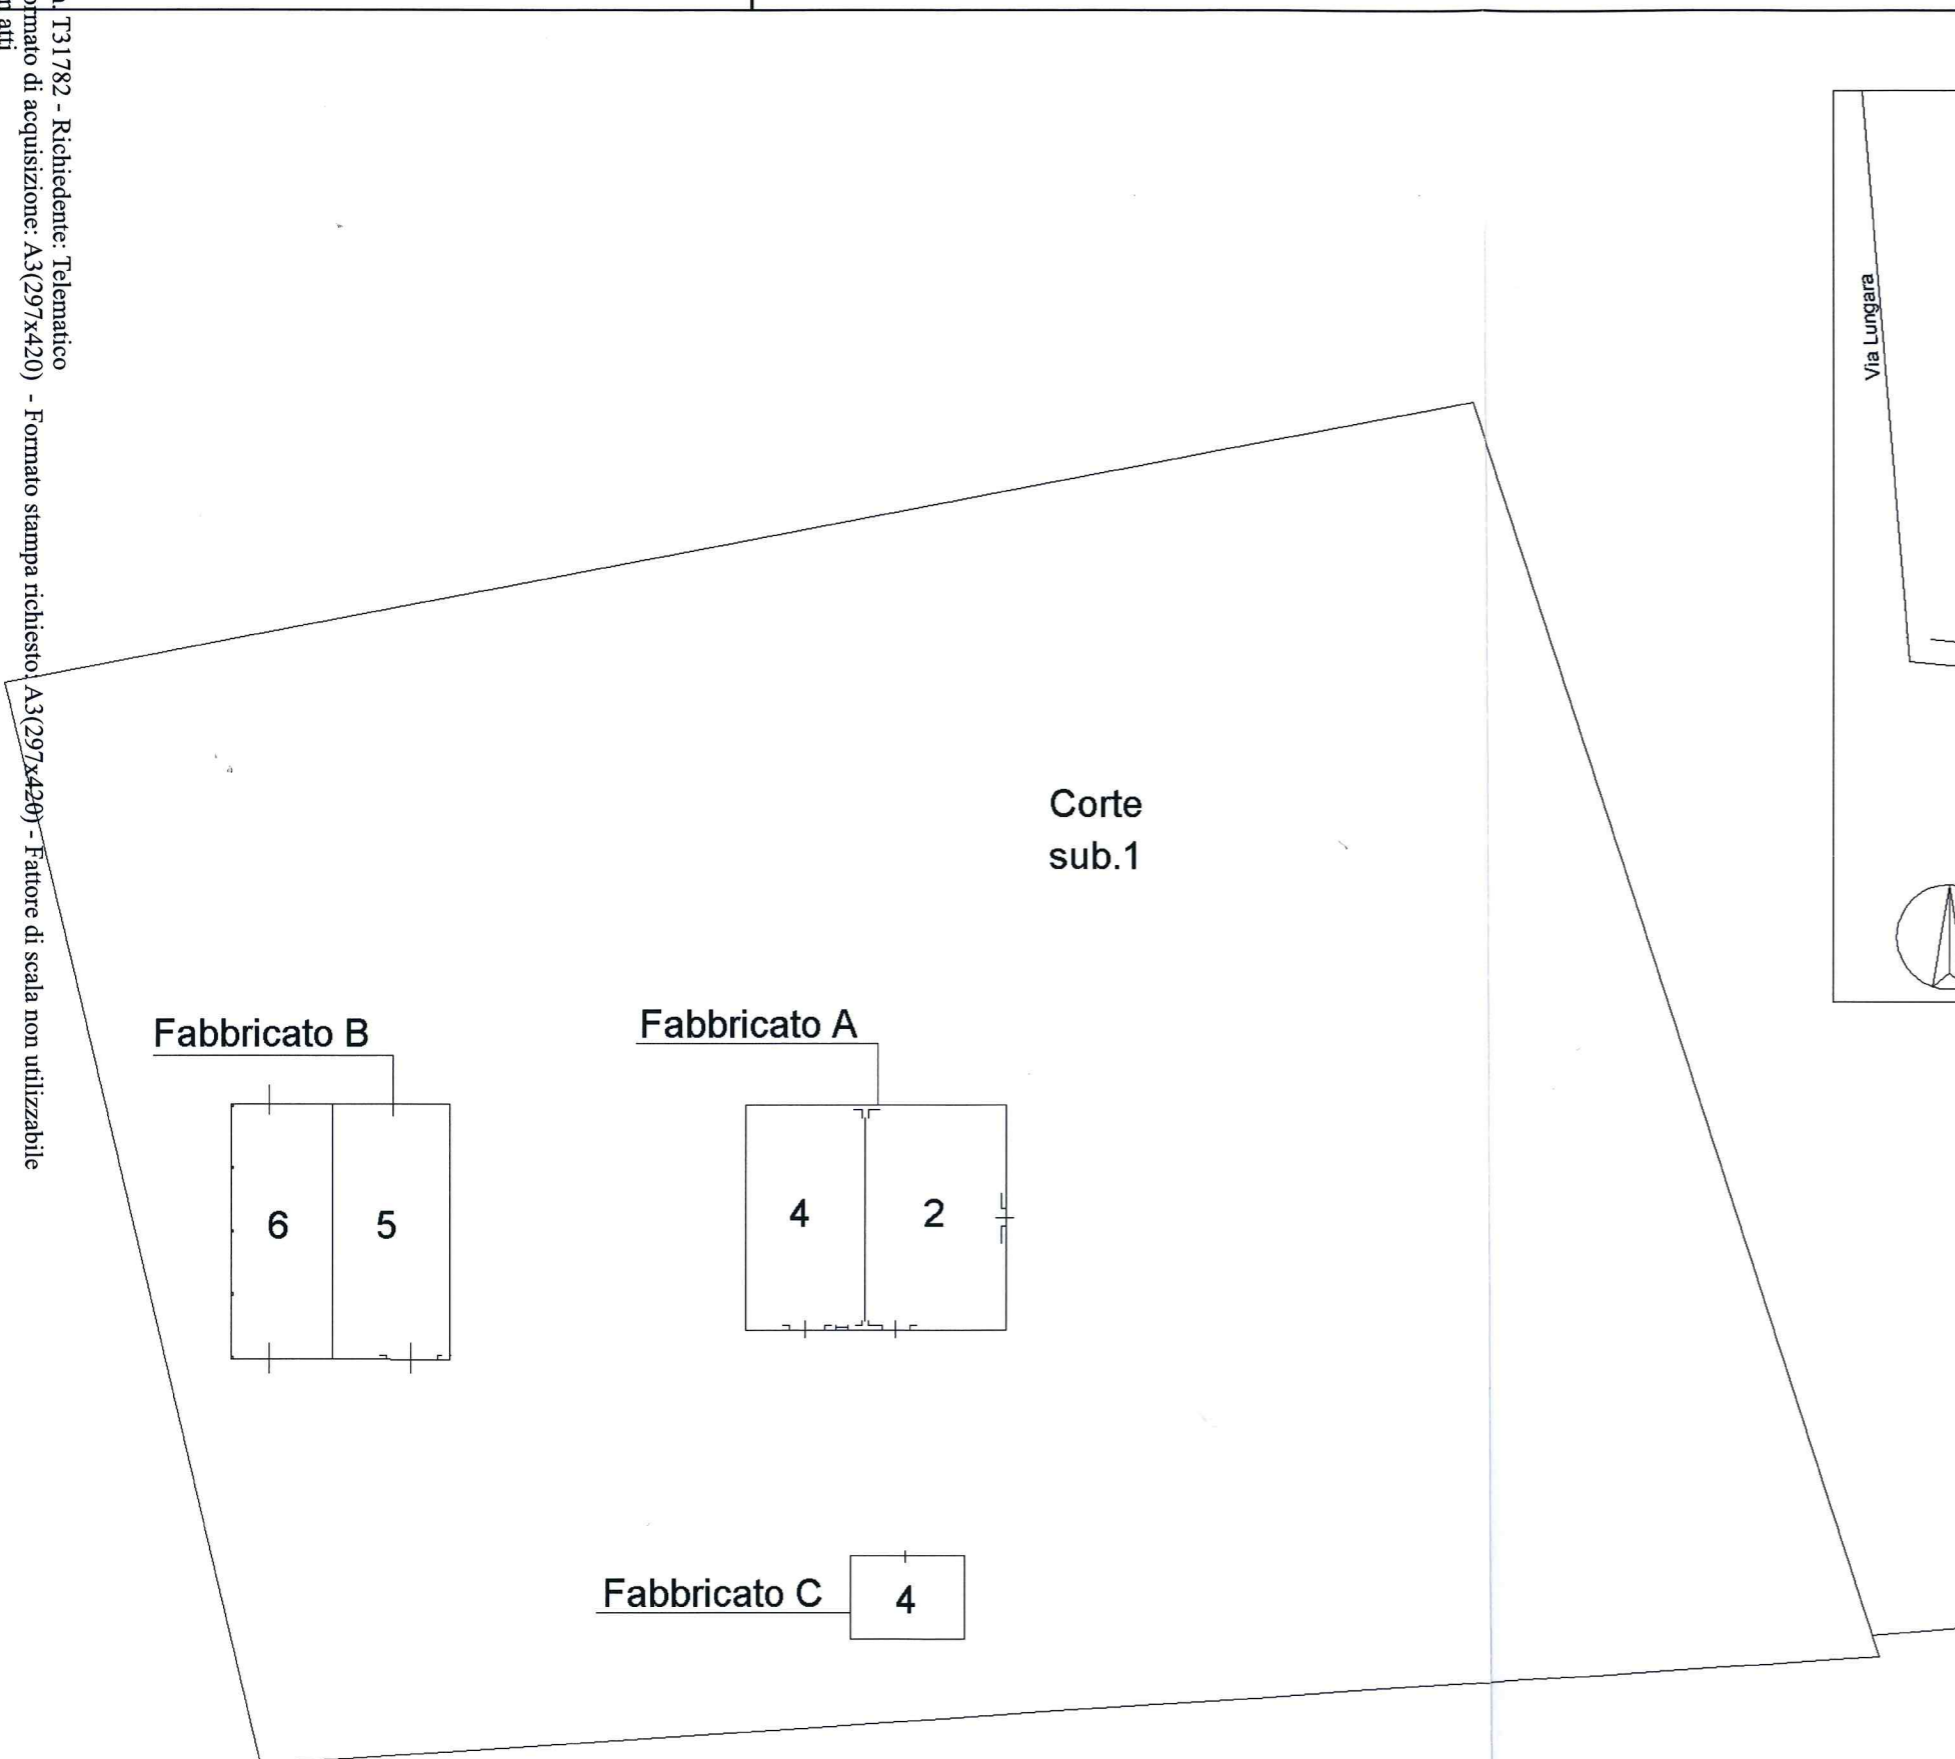 T31782 - Richiedente: Telematico
ormato di acquisizione: A3(297x420) - Formato stampa richiesto: A3(297x420) - Fattore di scala non utilizzabile
n atti
Via Lungara
Corte
sub.1
Fabbricato B
Fabbricato A
6
5
4
2
Fabbricato C
4